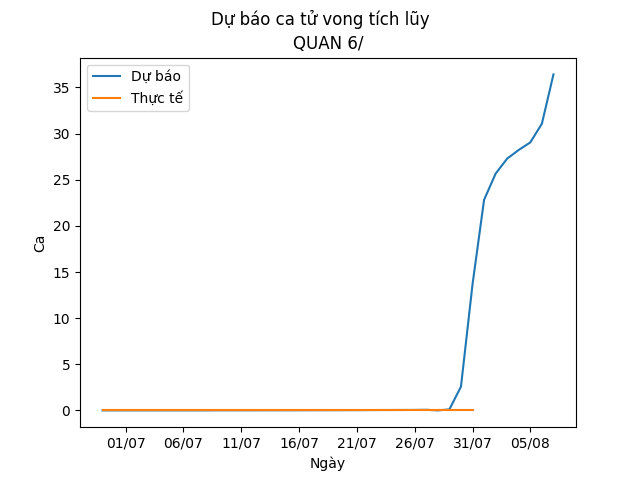 Dự báo ca tử vong tích lũy
QUAN 6/
Dự báo
Thực tế
35
30
25
20
15
10
5
0
Ca
01/07 06/07 11/07 16/07 21/07 26/07 31/07 05/08
Ngày